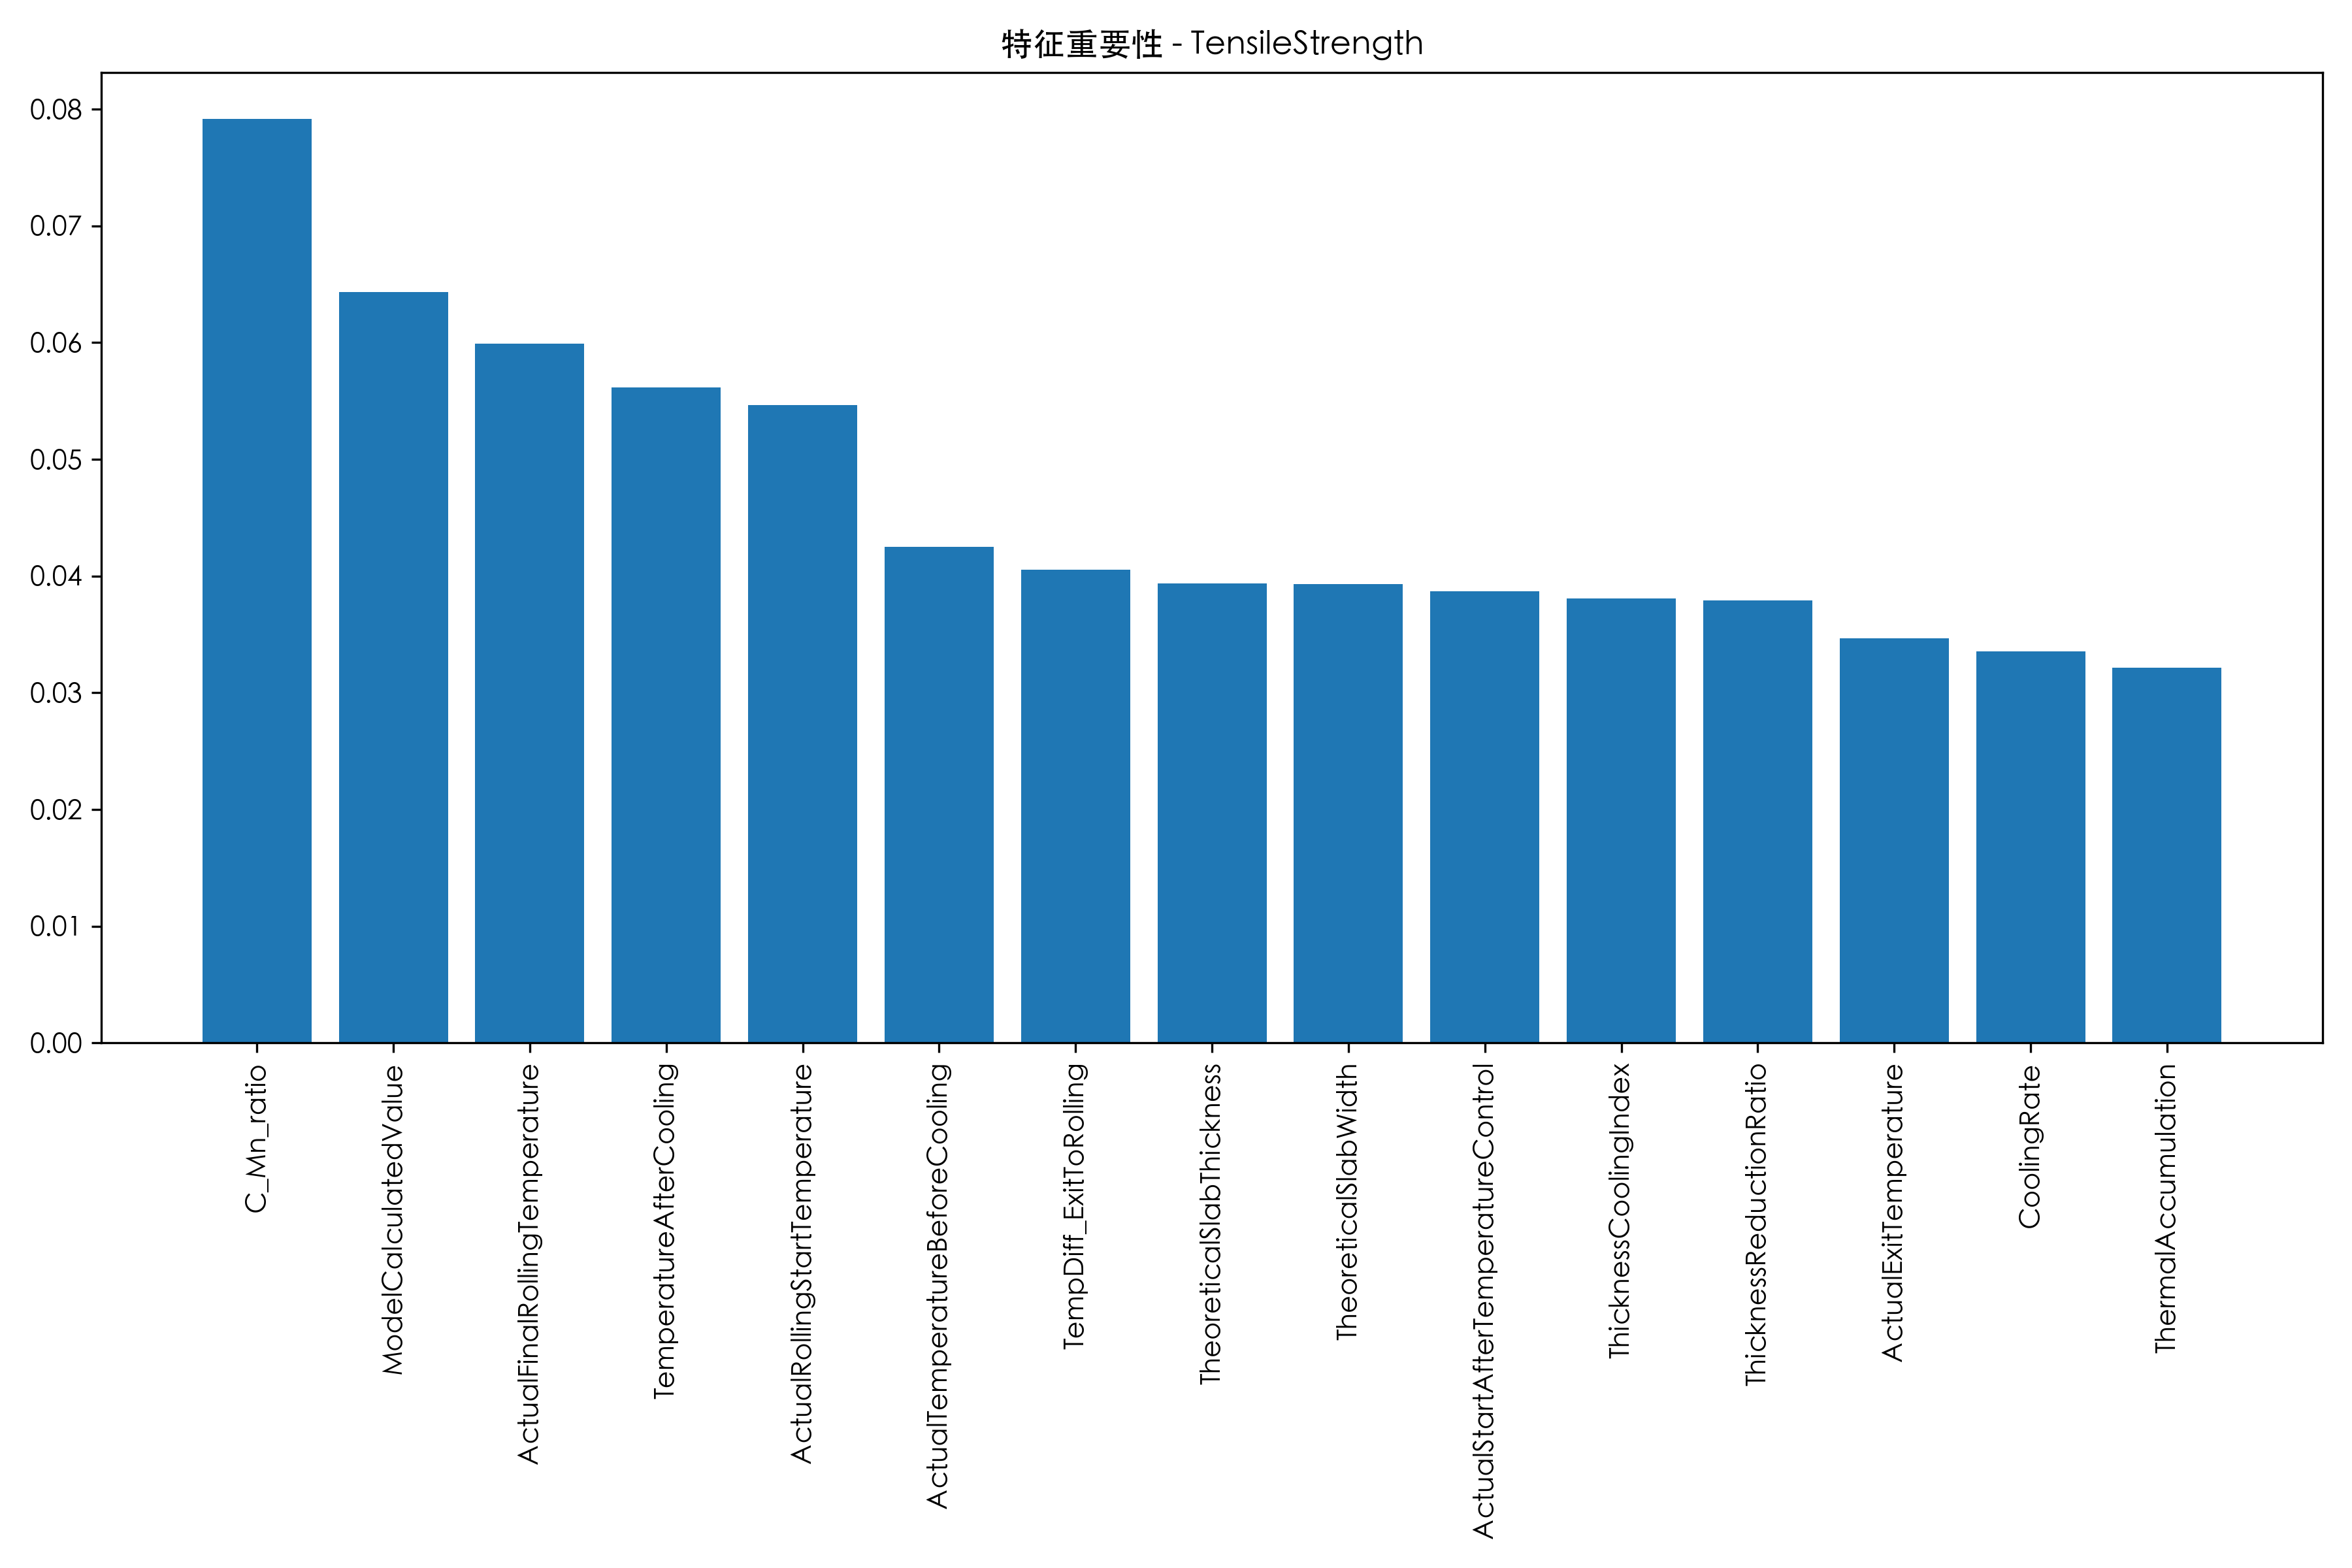 特征重要性 - TensileStrength
0.08
0.07
0.06
0.05
0.04
0.03
0.02
0.01
0.00
C_Mn_ratio
ModelCalculatedValue
ActualFinalRollingTemperature
TemperatureAfterCooling
ActualRollingStartTemperature
ActualTemperatureBeforeCooling
TempDiff_ExitToRolling
TheoreticalSlabThickness
TheoreticalSlabWidth
ActualStartAfterTemperatureControl
ThicknessCoolingIndex
ThicknessReductionRatio
ActualExitTemperature
CoolingRate
ThermalAccumulation